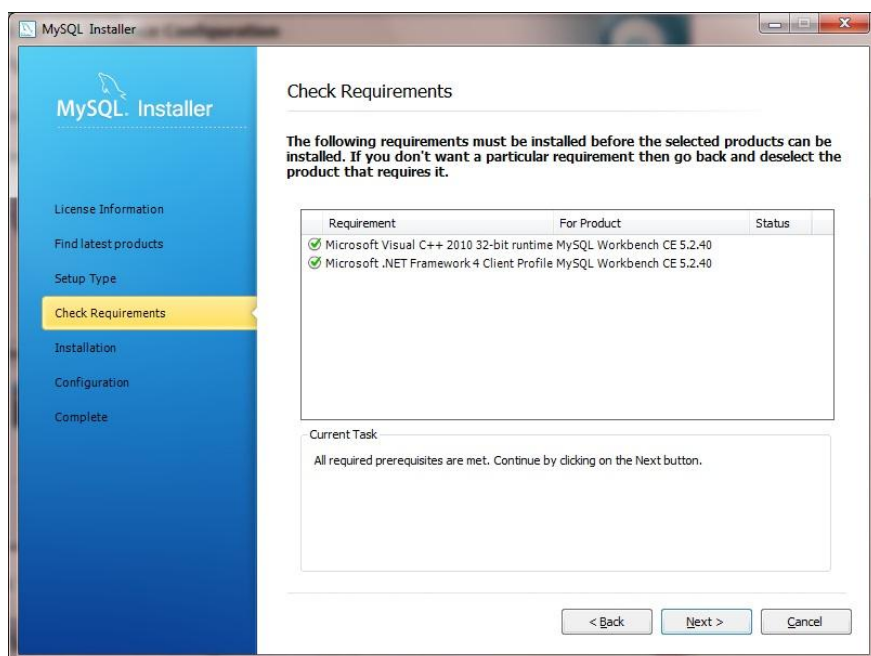 MySQL Installer
MySQL. Installer
License Information
Find latest products
Setup Type
Check Requirements
Installation
Configuration
Complete
Check Requirements
The following requirements must be installed before the selected products can be
installed. If you don't want a particular requirement then go back and deselect the
product that requires it.
Requirement For Product Status
Microsoft Visual C++ 2010 32-bit runtime MySQL Workbench CE 5.2.40
Microsoft .NET Framework 4 Client Profile MySQL Workbench CE 5.2.40
Current Task
All required prerequisites are met. Continue by clicking on the Next button.
< Back Next > Cancel